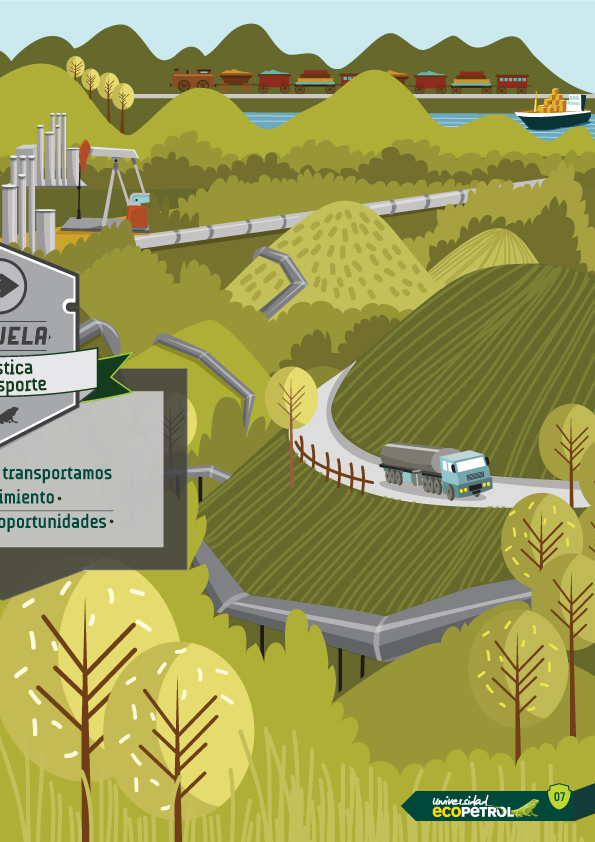 UELA
stica
sporte
transportamos
imiento •
oportunidades •
Universidad
ecopetrol
07